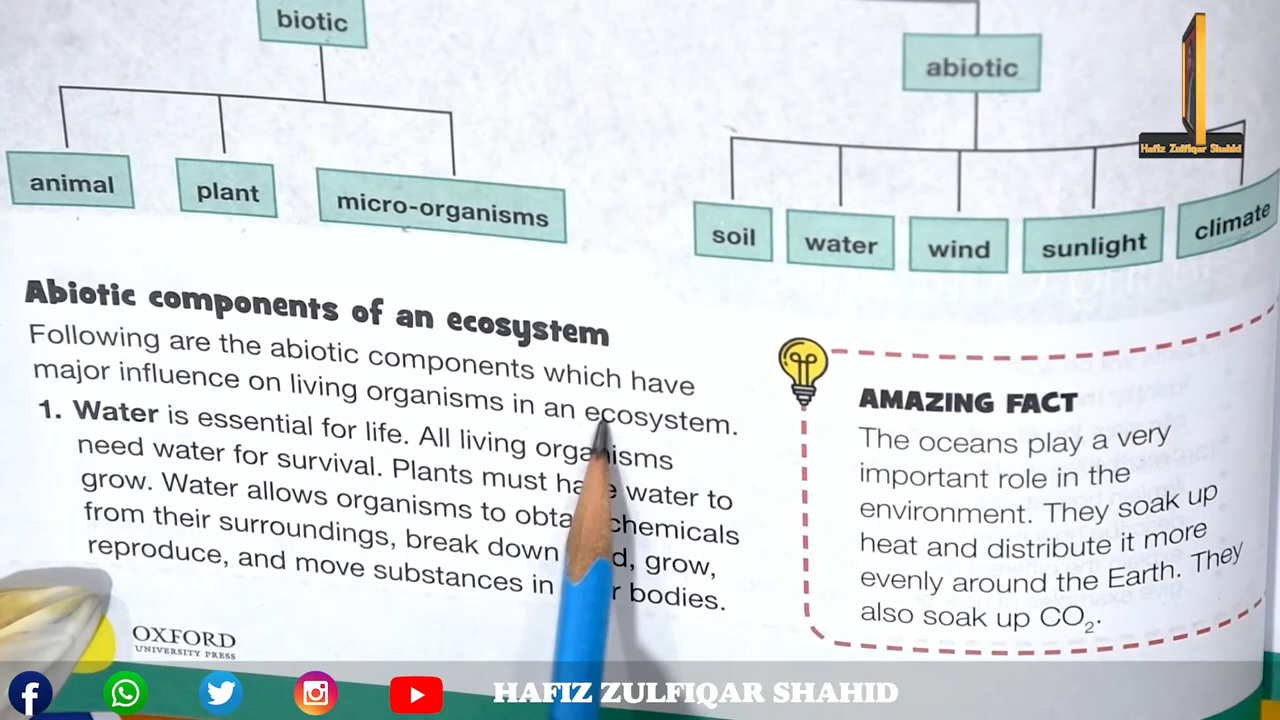 biotic
abiotic
animal
plant
micro-organisms
soil
water
wind
sunlight
climate
Hafiz Zulfiqar Shahid
Abiotic components of an ecosystem
Following are the abiotic components which have
major influence on living organisms in an ecosystem.
1. Water is essential for life. All living organisms
need water for survival. Plants must have water to
grow. Water allows organisms to obtain chemicals
from their surroundings, break down food, grow,
reproduce, and move substances in their bodies.
AMAZING FACT
The oceans play a very
important role in the
environment. They soak up
heat and distribute it more
evenly around the Earth. They
also soak up CO₂.
OXFORD
UNIVERSITY PRESS
HAFIZ ZULFIQAR SHAHID